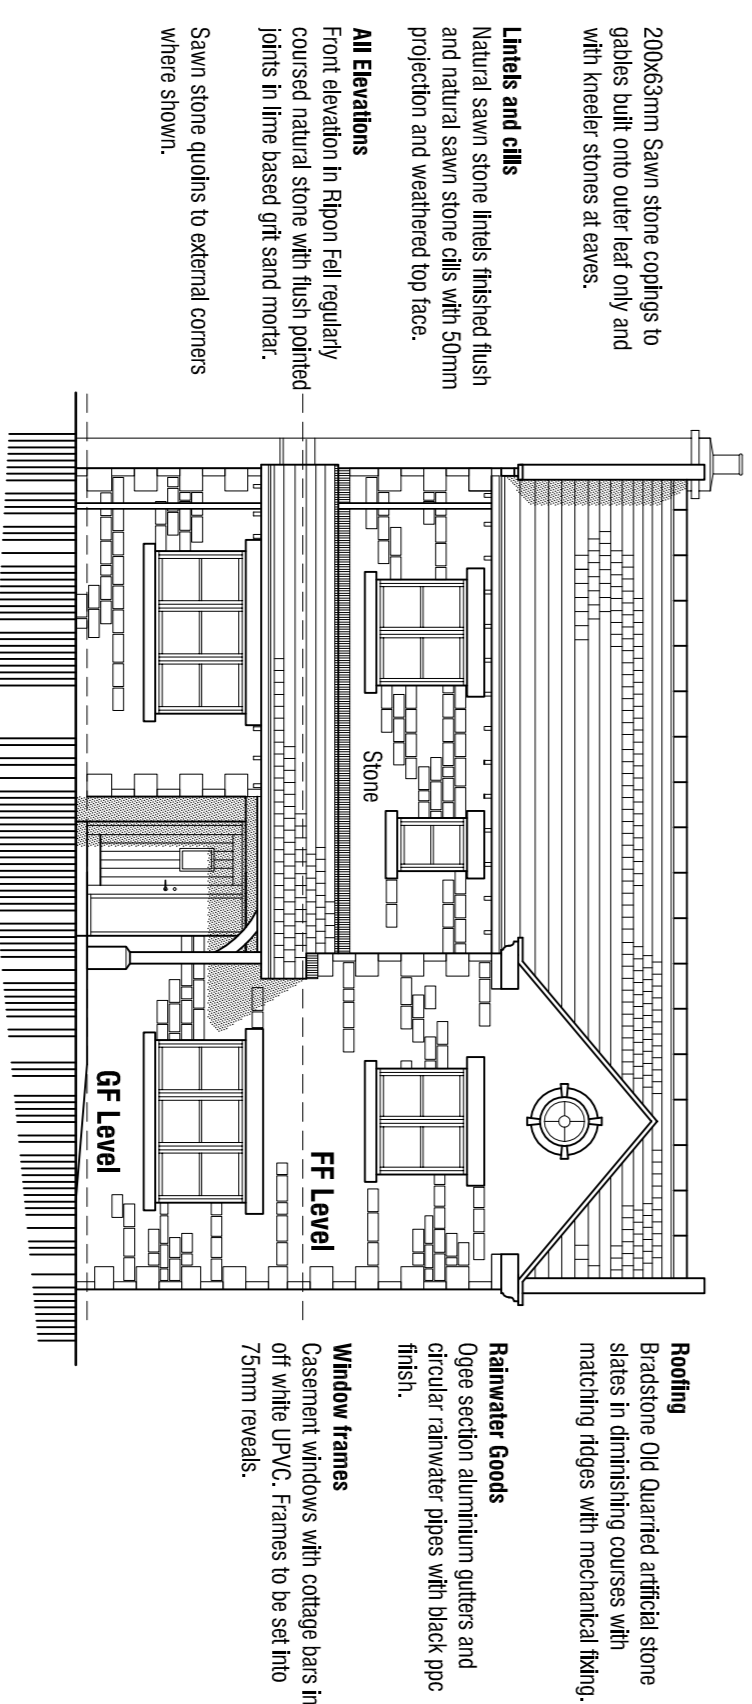 200x63mm Sawn stone copings to
gables built onto outer leaf only and
with kneeler stones at eaves.
Lintels and cills
Natural sawn stone lintels finished flush
and natural sawn stone cills with 50mm
projection and weathered top face.
All Elevations
Front elevation in Ripon Fell regularly
coursed natural stone with flush pointed
joints in lime based grit sand mortar.
Sawn stone quoins to external corners
where shown.
Stone
FF Level
GF Level
Roofing
Bradstone Old Quarried artificial stone
slates in diminishing courses with
matching ridges with mechanical fixing.
Rainwater Goods
Ogee section aluminium gutters and
circular rainwater pipes with black ppc
finish.
Window frames
Casement windows with cottage bars in
off white UPVC. Frames to be set into
75mm reveals.